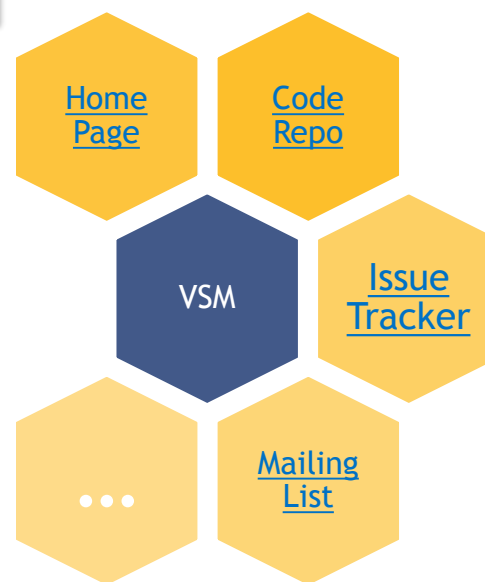 Home
Page
Code
Repo
VSM
Issue
Tracker
...
Mailing
List